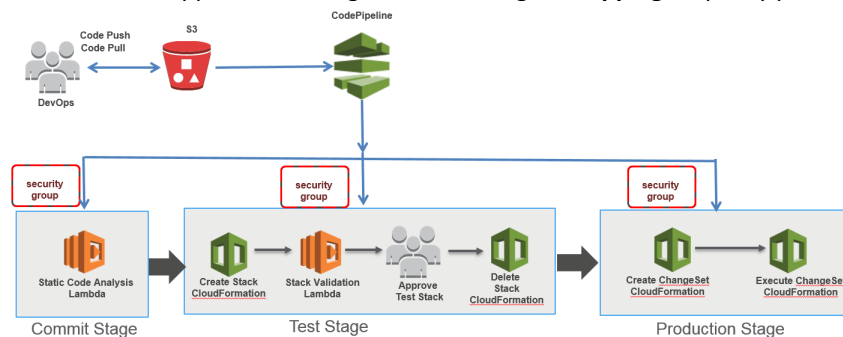 CodePipeline
S3
Code Push
Code Pull
DevOps
security
group
security
group
security
group
Static Code Analysis
Lambda
Create Stack
CloudFormation
Stack Validation
Lambda
Approve
Test Stack
Delete
Stack
CloudFormation
Create ChangeSet
CloudFormation
Execute ChangeSe
CloudFormation
Commit Stage
Test Stage
Production Stage